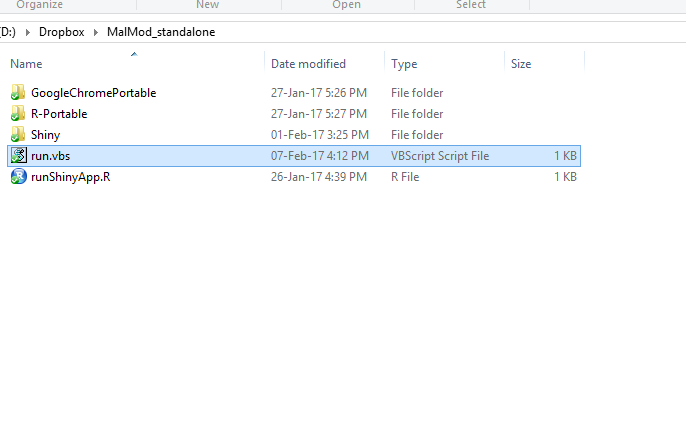 Organize New Open Select
(D:) Dropbox MalMod_standalone
Name Date modified Type Size
GoogleChromePortable 27-Jan-17 5:26 PM File folder
R-Portable 27-Jan-17 5:27 PM File folder
Shiny 01-Feb-17 3:25 PM File folder
run.vbs 07-Feb-17 4:12 PM VBScript Script File 1 KB
runShinyApp.R 26-Jan-17 4:39 PM R File 1 KB